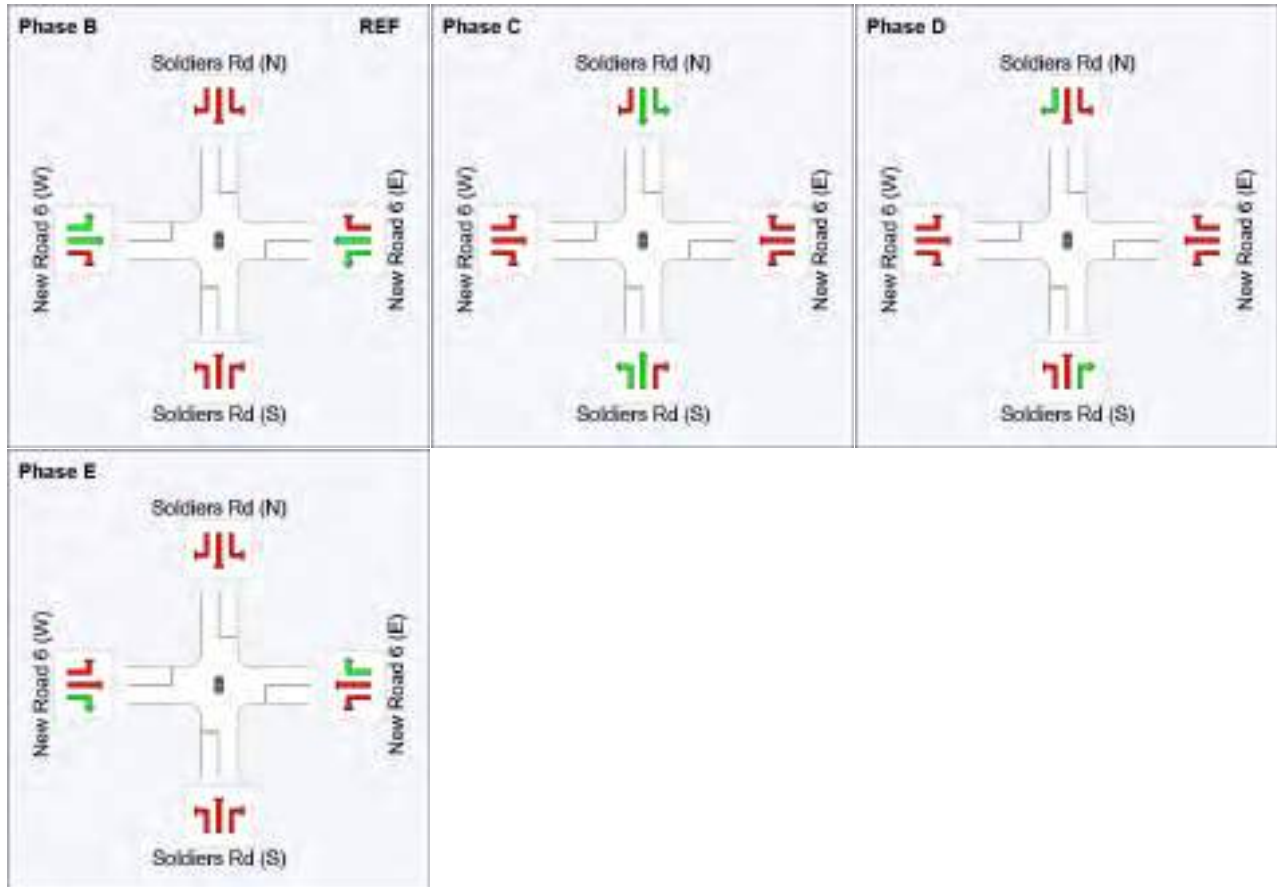 Phase B REF
Soldiers Rd (N)
New Road 6 (W)
New Road 6 (E)
Soldiers Rd (S)
Phase C
Soldiers Rd (N)
New Road 6 (W)
New Road 6 (E)
Soldiers Rd (S)
Phase D
Soldiers Rd (N)
New Road 6 (W)
New Road 6 (E)
Soldiers Rd (S)
Phase E
Soldiers Rd (N)
New Road 6 (W)
New Road 6 (E)
Soldiers Rd (S)